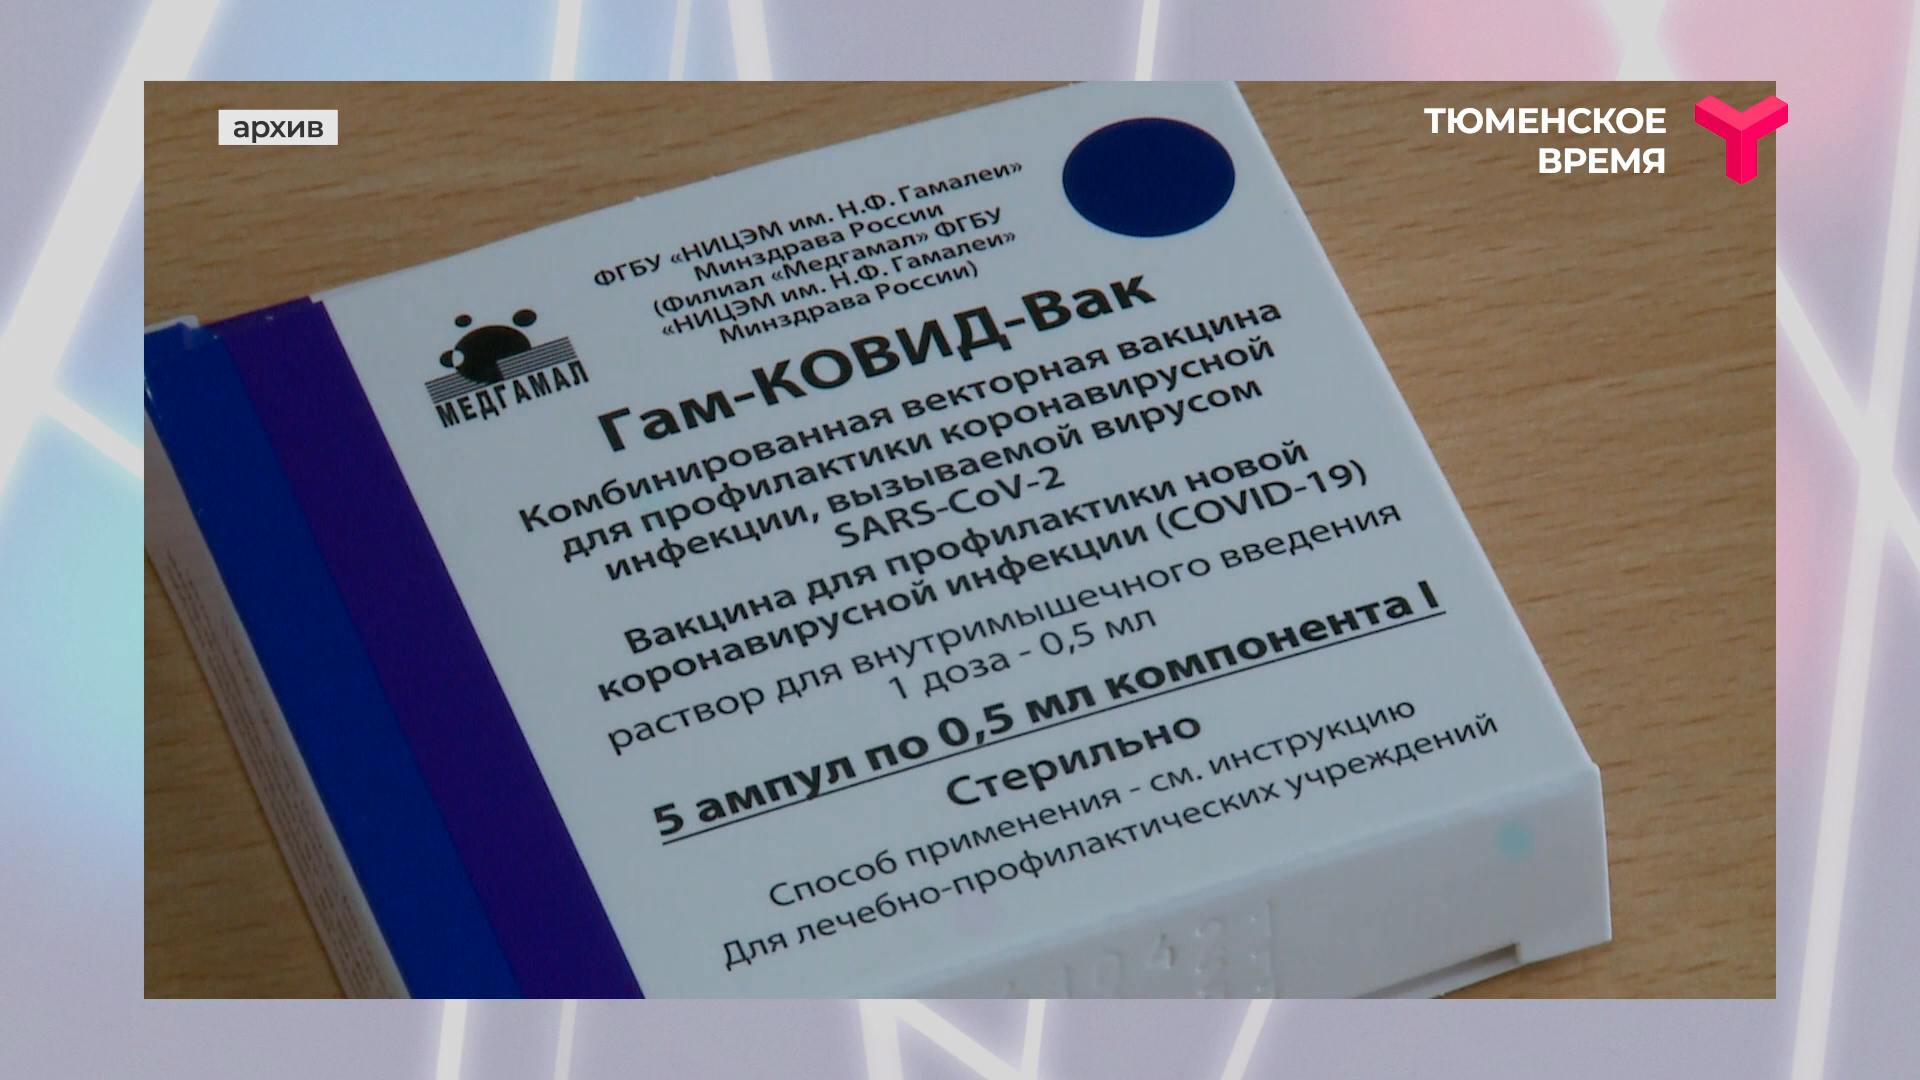 архив
ТЮМЕНСКОЕ
ВРЕМЯ
ФГБУ «НИЦЭМ им. Н.Ф. Гамалеи»
Минздрава России
(Филиал «Медгамал» ФГБУ
«НИЦЭМ им. Н.Ф. Гамалеи»
Минздрава России)
МЕДГАМАЛ
Гам-КОВИД-Вак
Комбинированная векторная вакцина
для профилактики коронавирусной
инфекции, вызываемой вирусом
SARS-CoV-2
Вакцина для профилактики новой
коронавирусной инфекции (COVID-19)
раствор для внутримышечного введения
1 доза - 0,5 мл
5 ампул по 0,5 мл компонента I
Стерильно
Способ применения - см. инструкцию
Для лечебно-профилактических учреждений